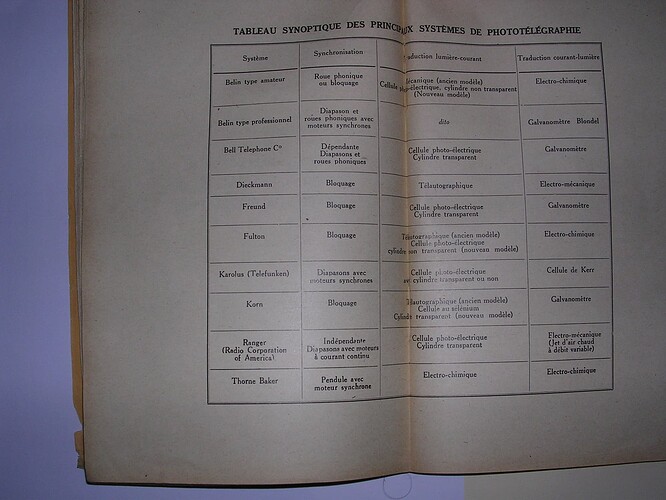 TABLEAU SYNOPTIQUE DES PRINCIPAUX SYSTÈMES DE PHOTOTÉLÉGRAPHIE
Système
Synchronisation
Traduction lumière-courant
Traduction courant-lumière
Belin type amateur
Roue phonique
ou bloquage
Mécanique (ancien modèle)
Cellule photo-électrique, cylindre non transparent
(Nouveau modèle)
Electro-chimique
Belin type professionnel
Diapason et
roues phoniques avec
moteurs synchrones
dito
Galvanomètre Blondel
Bell Telephone Cº
Dépendante
Diapasons et
roues phoniques
Cellule photo-électrique
Cylindre transparent
Galvanomètre
Dieckmann
Bloquage
Télautographique
Electro-mécanique
Freund
Bloquage
Cellule photo-électrique
Cylindre transparent
Galvanomètre
Fulton
Bloquage
Télautographique (ancien modèle)
Cellule photo-électrique
cylindre non transparent (nouveau modèle)
Electro-chimique
Karolus (Telefunken)
Diaparons avec
moteurs synchrones
Cellule photo-électrique
et cylindre transparent ou non
Cellule de Kerr
Korn
Bloquage
Télautographique (ancien modèle)
Cellule au sélénium
Cylindre transparent (nouveau modèle)
Galvanomètre
Ranger
(Radio Corporation
of America)
Indépendante
Diapasons avec moteurs
à courant continu
Cellule photo-électrique
Cylindre transparent
Electro-mécanique
(Jet d'air chaud
à débit variable)
Thorne Baker
Pendule avec
moteur synchrone
Electro-chimique
Electro-chimique